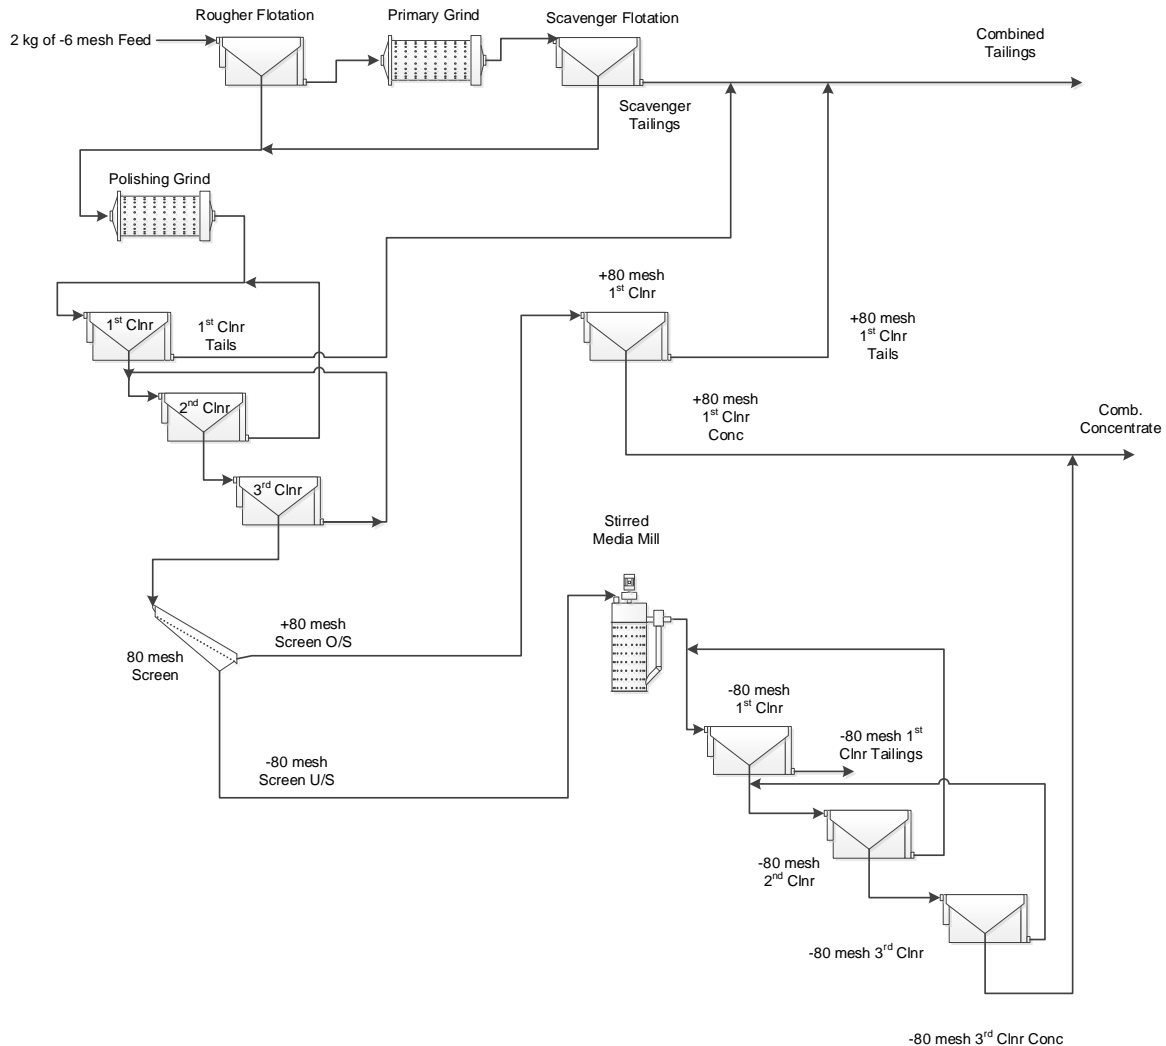 Rougher Flotation
Primary Grind
Scavenger Flotation
2 kg of -6 mesh Feed
Combined
Tailings
Scavenger
Tailings
Polishing Grind
+80 mesh
1st Clnr
1st Clnr
1st Clnr
Tails
+80 mesh
1st Clnr
Tails
2nd Clnr
+80 mesh
1st Clnr
Conc
Comb.
Concentrate
3rd Clnr
Stirred
Media Mill
+80 mesh
Screen O/S
80 mesh
Screen
-80 mesh
1st Clnr
-80 mesh 1st
Clnr Tailings
-80 mesh
Screen U/S
-80 mesh
2nd Clnr
-80 mesh 3rd Clnr
-80 mesh 3rd Clnr Conc